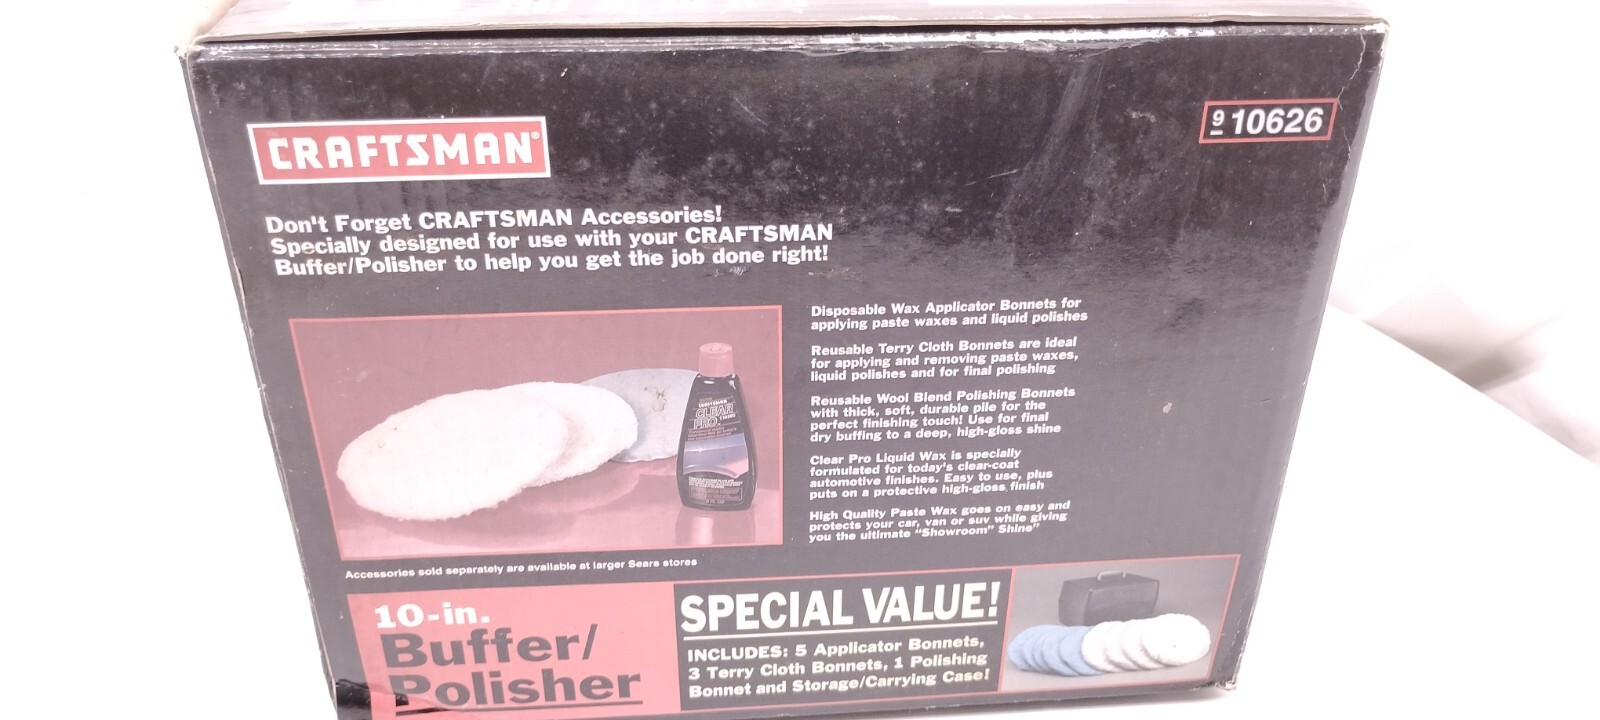 CRAFTSMAN®
9 10626
Don't Forget CRAFTSMAN Accessories!
Specially designed for use with your CRAFTSMAN
Buffer/Polisher to help you get the job done right!
Disposable Wax Applicator Bonnets for
applying paste waxes and liquid polishes
Reusable Terry Cloth Bonnets are ideal
for applying and removing paste waxes,
liquid polishes and for final polishing
Reusable Wool Blend Polishing Bonnets
with thick, soft, durable pile for the
perfect finishing touch! Use for final
dry buffing to a deep, high-gloss shine
Clear Pro Liquid Wax is specially
formulated for today's clear-coat
automotive finishes. Easy to use, plus
puts on a protective high-gloss finish
High Quality Paste Wax goes on easy and
protects your car, van or suv while giving
you the ultimate "Showroom" Shine"
CRAFTSMAN
CLEAR
PRO
Accessories sold separately are available at larger Sears stores
10-in.
Buffer/
Polisher
SPECIAL VALUE!
INCLUDES: 5 Applicator Bonnets,
3 Terry Cloth Bonnets, 1 Polishing
Bonnet and Storage/Carrying Case!